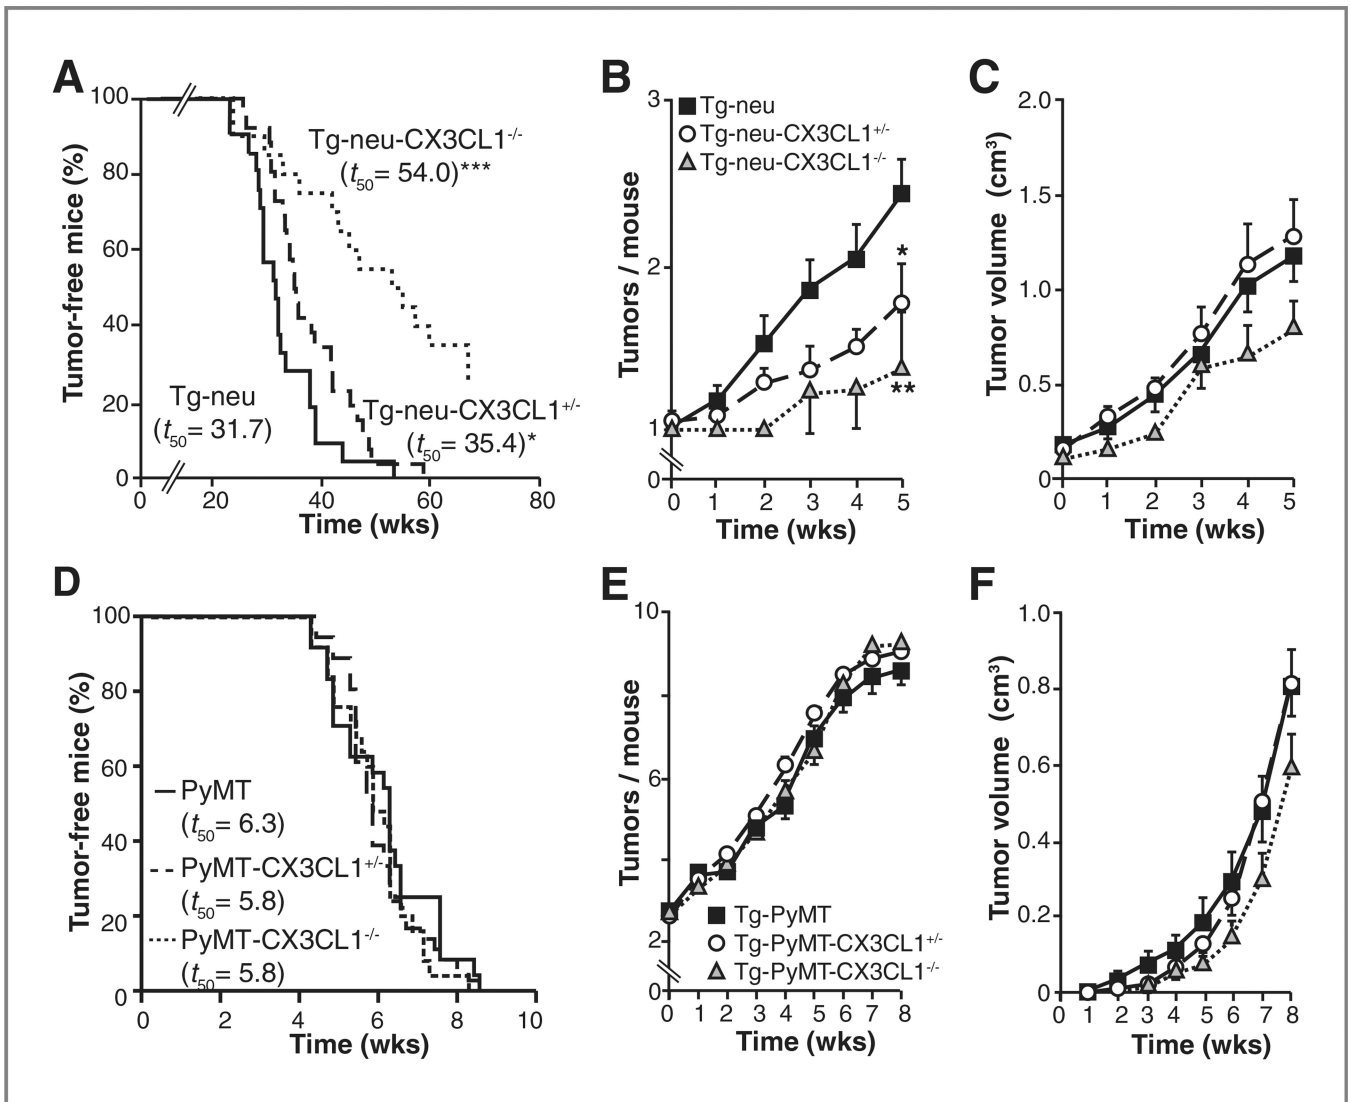 A
100
80
60
40
20
0
Tumor-free mice (%)
Tg-neu-CX3CL1-/-
(t50= 54.0)***
Tg-neu
(t50= 31.7)
Tg-neu-CX3CL1+/-
(t50= 35.4)*
0 20 40 60 80
Time (wks)
B
3
2
1
0
Tumors / mouse
Tg-neu
Tg-neu-CX3CL1+/-
Tg-neu-CX3CL1-/-
*
**
0 1 2 3 4 5
Time (wks)
C
2.0
1.5
1.0
0.5
0
Tumor volume (cm3)
0 1 2 3 4 5
Time (wks)
D
100
80
60
40
20
0
Tumor-free mice (%)
PyMT
(t50= 6.3)
PyMT-CX3CL1+/-
(t50= 5.8)
PyMT-CX3CL1-/-
(t50= 5.8)
0 2 4 6 8 10
Time (wks)
E
10
6
2
0
Tumors / mouse
Tg-PyMT
Tg-PyMT-CX3CL1+/-
Tg-PyMT-CX3CL1-/-
0 1 2 3 4 5 6 7 8
Time (wks)
F
1.0
0.8
0.6
0.4
0.2
0
Tumor volume (cm3)
0 1 2 3 4 5 6 7 8
Time (wks)